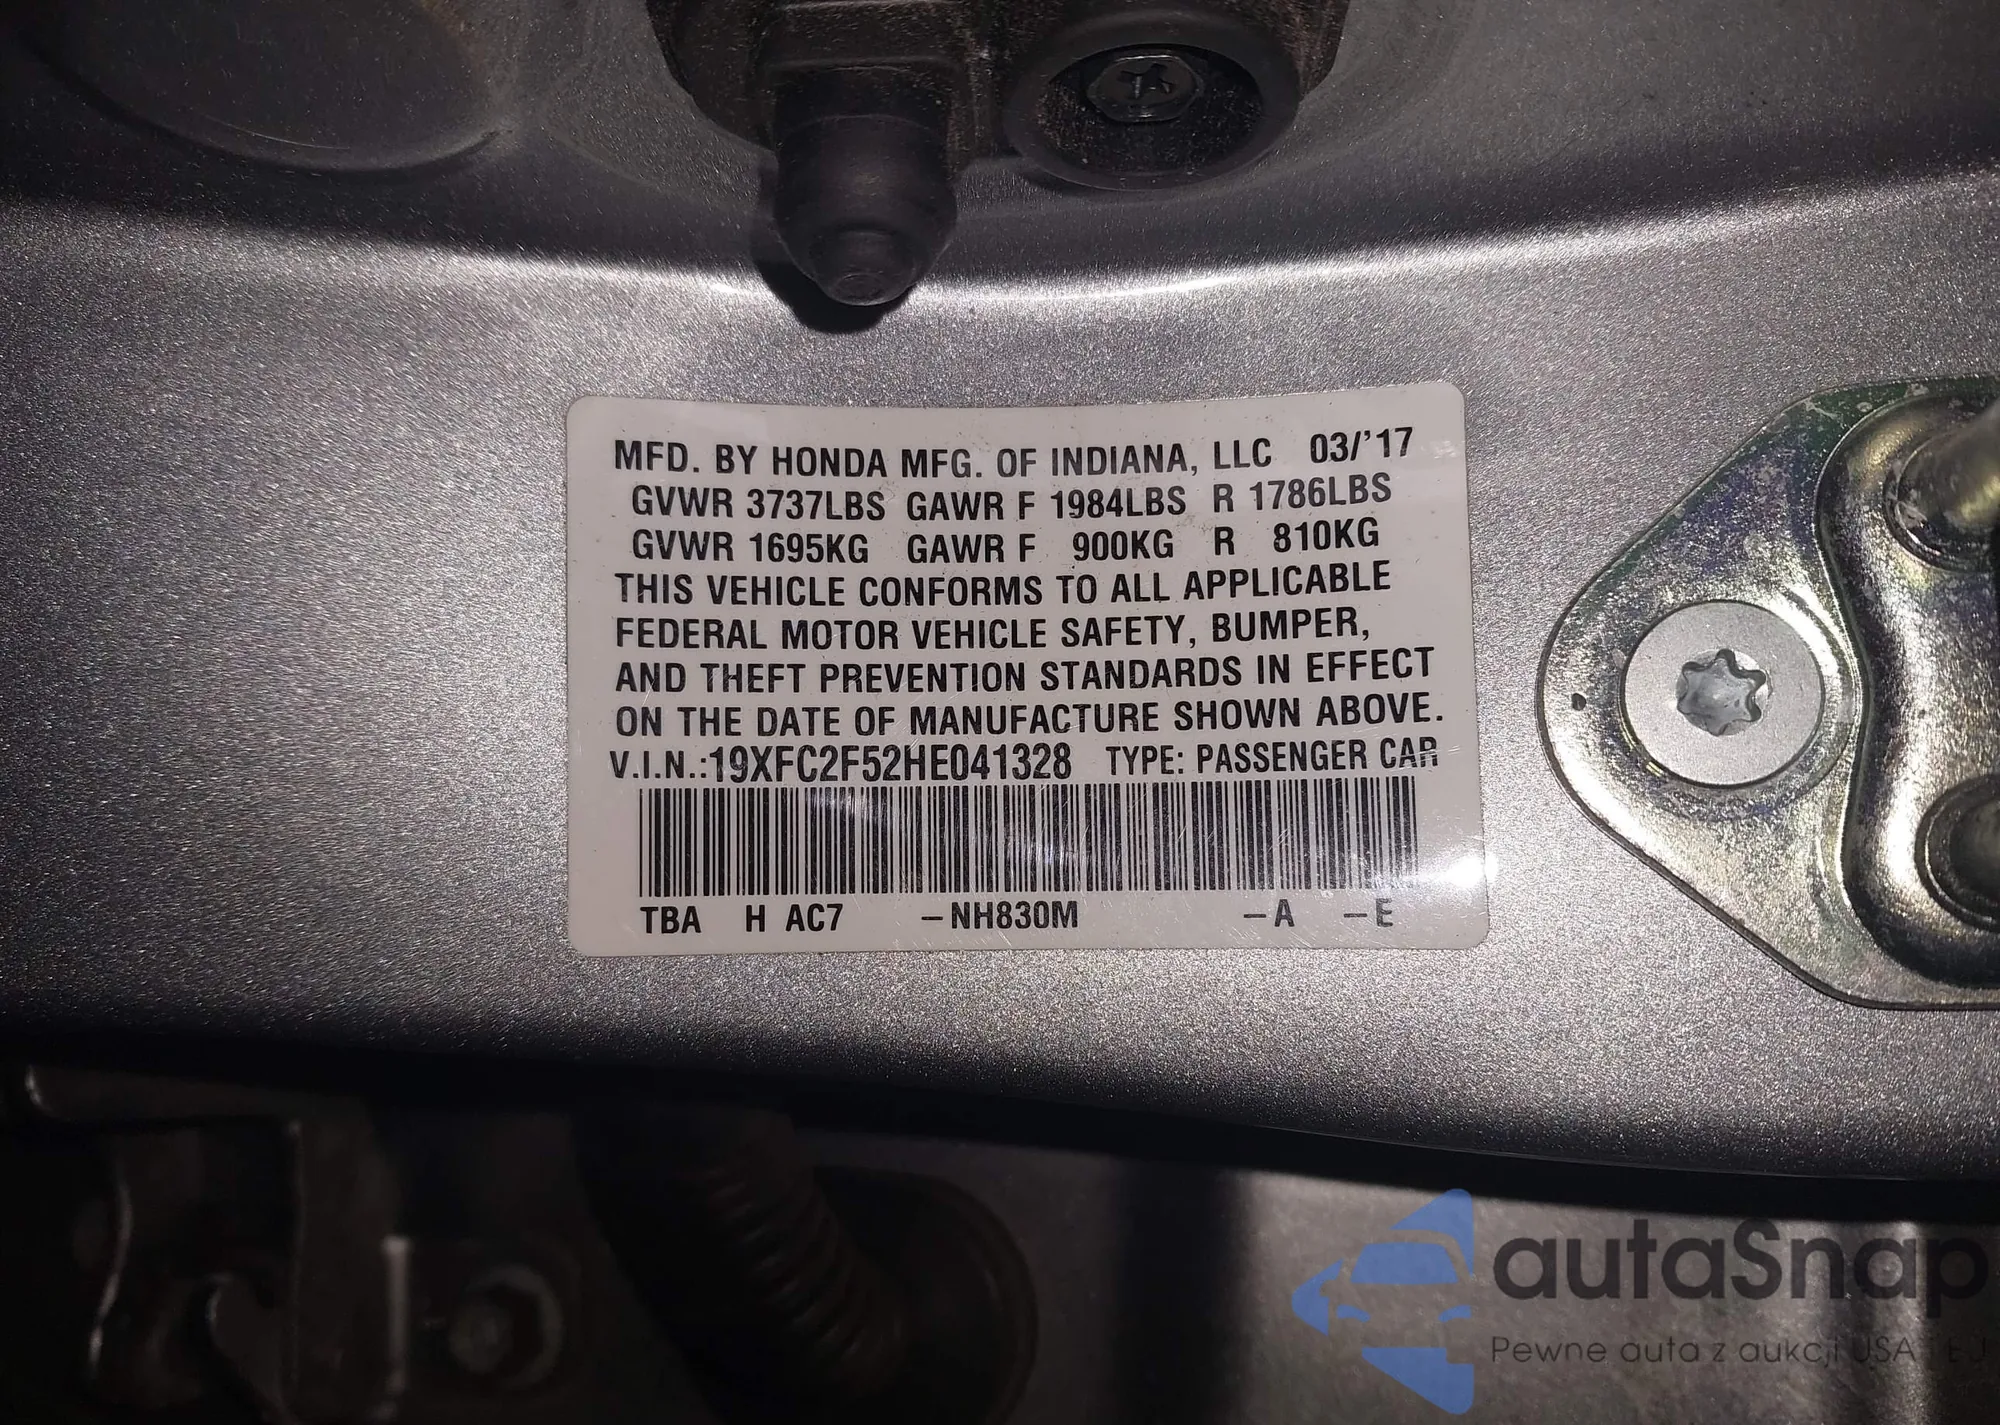 MFD. BY HONDA MFG. OF INDIANA, LLC 03/'17
GVWR 3737LBS GAWR F 1984LBS R 1786LBS
GVWR 1695KG GAWR F 900KG R 810KG
THIS VEHICLE CONFORMS TO ALL APPLICABLE
FEDERAL MOTOR VEHICLE SAFETY, BUMPER,
AND THEFT PREVENTION STANDARDS IN EFFECT
ON THE DATE OF MANUFACTURE SHOWN ABOVE.
V.I.N.:19XFC2F52HE041328 TYPE: PASSENGER CAR
TBA H AC7 –NH830M –A –E
autaSnap
Pewne auta z aukcji USA i EU